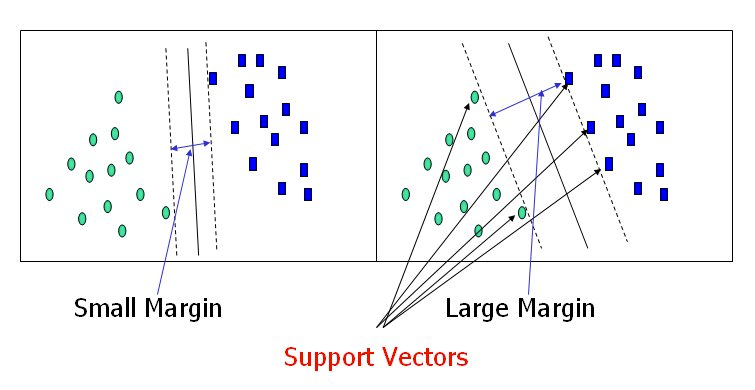 Small Margin
Large Margin
Support Vectors